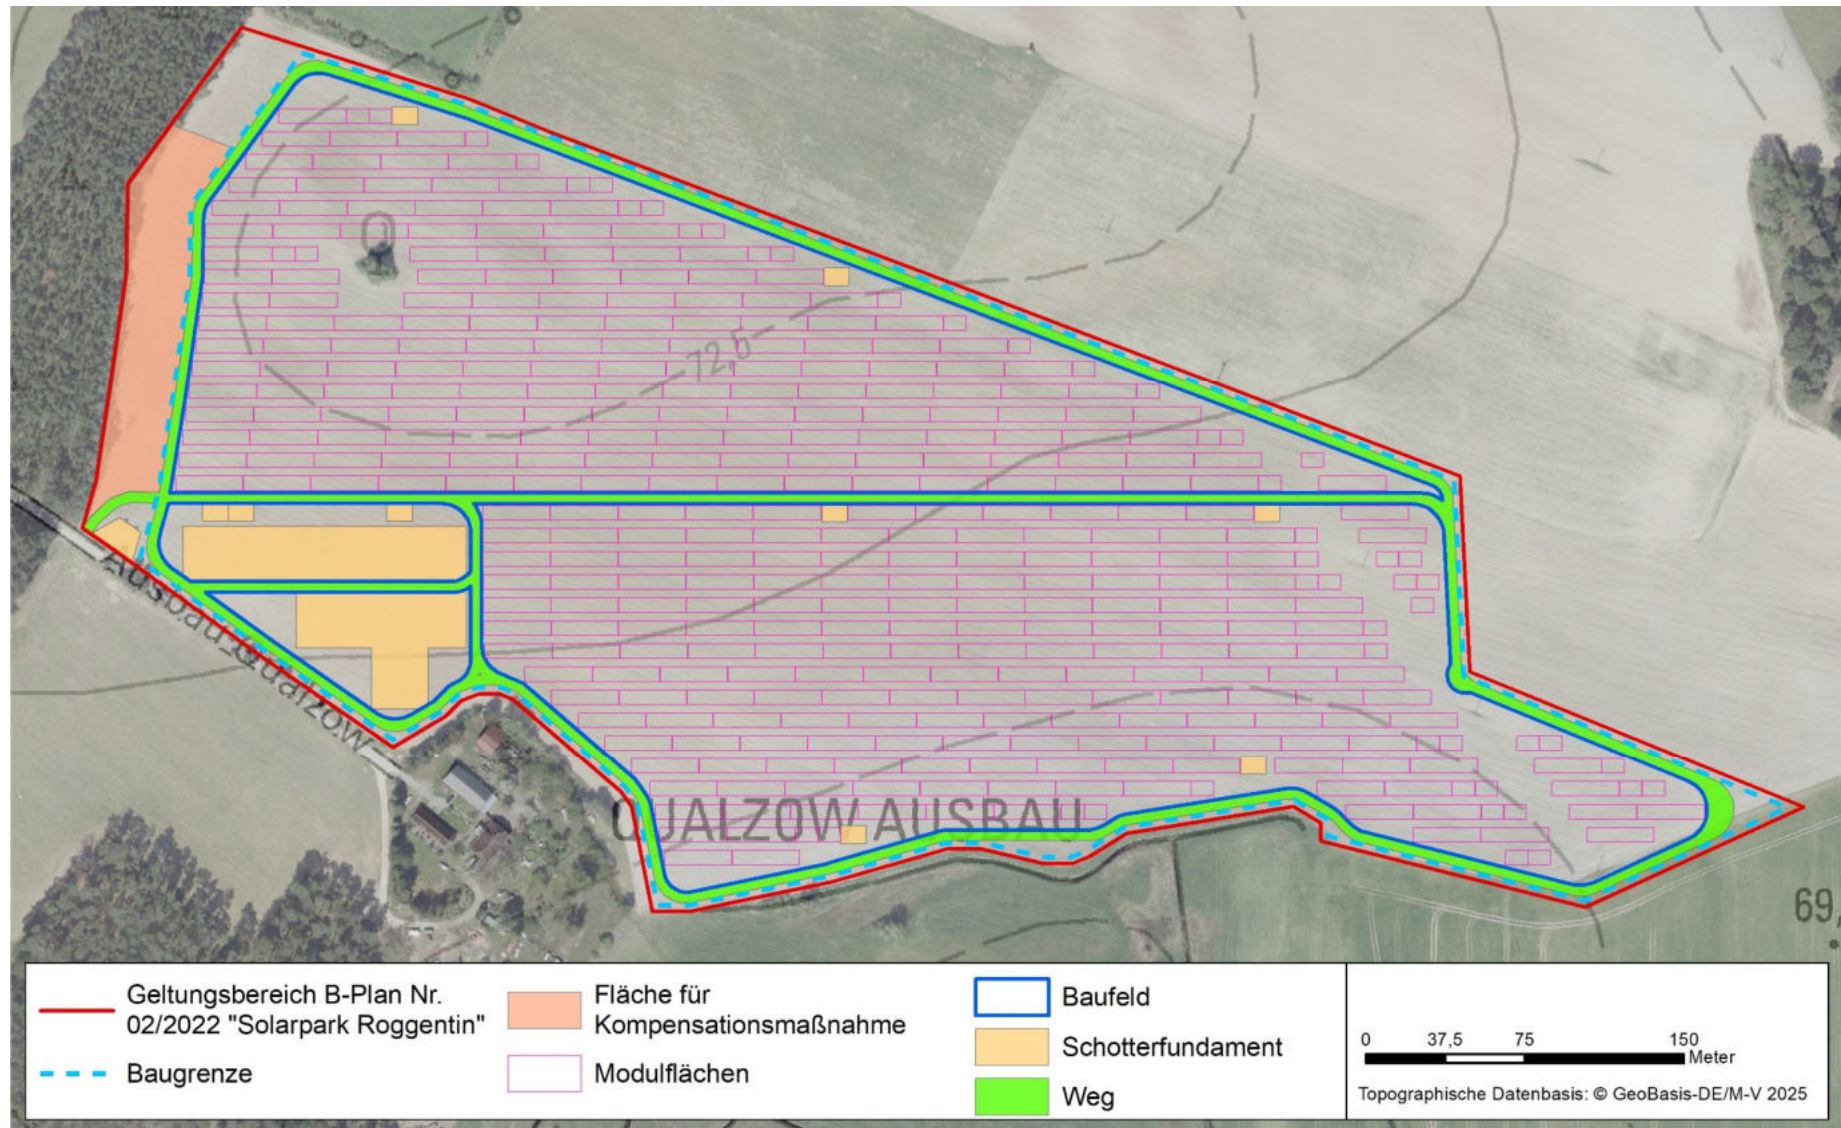 72,5
Ausbau Qualzow
QUALZOW AUSBAU
69,
Geltungsbereich B-Plan Nr.
02/2022 "Solarpark Roggentin"
Baugrenze
Fläche für
Kompensationsmaßnahme
Modulflächen
Baufeld
Schotterfundament
Weg
0 37,5 75 150
Meter
Topographische Datenbasis: © GeoBasis-DE/M-V 2025